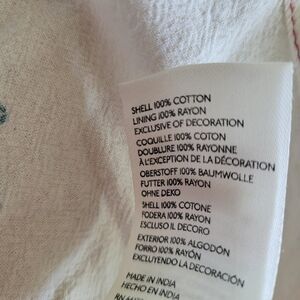 SHELL 100% COTTON
LINING 100% RAYON
EXCLUSIVE OF DECORATION
COQUILLE 100% COTON
DOUBLURE 100% RAYONNE
À L'EXCEPTION DE LA DÉCORATION
OBERSTOFF 100% BAUMWOLLE
FUTTER 100% RAYON
OHNE DEKO
SHELL 100% COTONE
FODERA 100% RAYON
ESCLUSO IL DECORO
EXTERIOR 100% ALGODÓN
FORRO 100% RAYÓN
EXCLUYENDO LA DECORACIÓN
MADE IN INDIA
HECHO EN INDIA